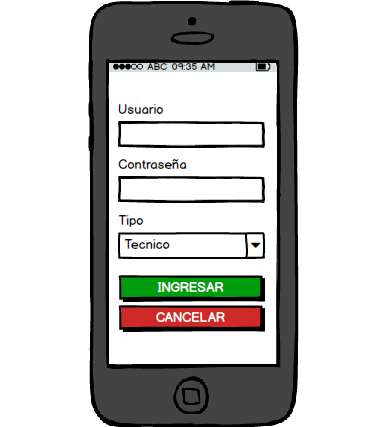 ABC 09:35 AM
Usuario
Contraseña
Tipo
Tecnico
INGRESAR
CANCELAR